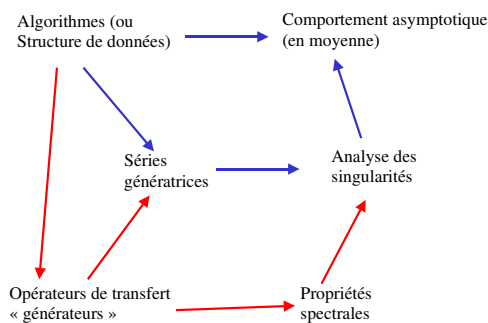 Algorithmes (ou
Structure de données)
Comportement asymptotique
(en moyenne)
Séries
génératrices
Analyse des
singularités
Opérateurs de transfert
« générateurs »
Propriétés
spectrales